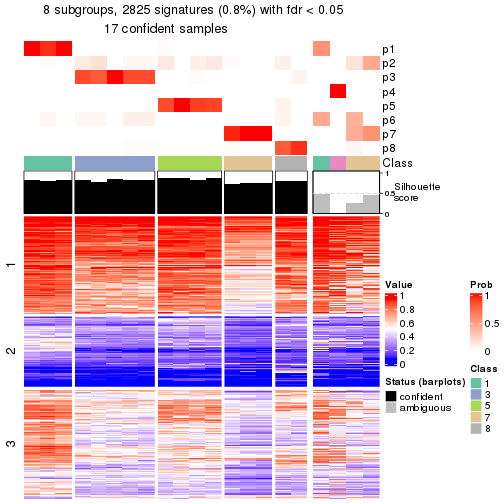 8 subgroups, 2825 signatures (0.8%) with fdr < 0.05
17 confident samples
p1
p2
p3
p4
p5
p6
p7
p8
Class
1
0.5
0
Silhouette
score
1
2
3
Value
1
0.8
0.6
0.4
0.2
0
Prob
1
0.5
0
Status (barplots)
confident
ambiguous
Class
1
3
5
7
8